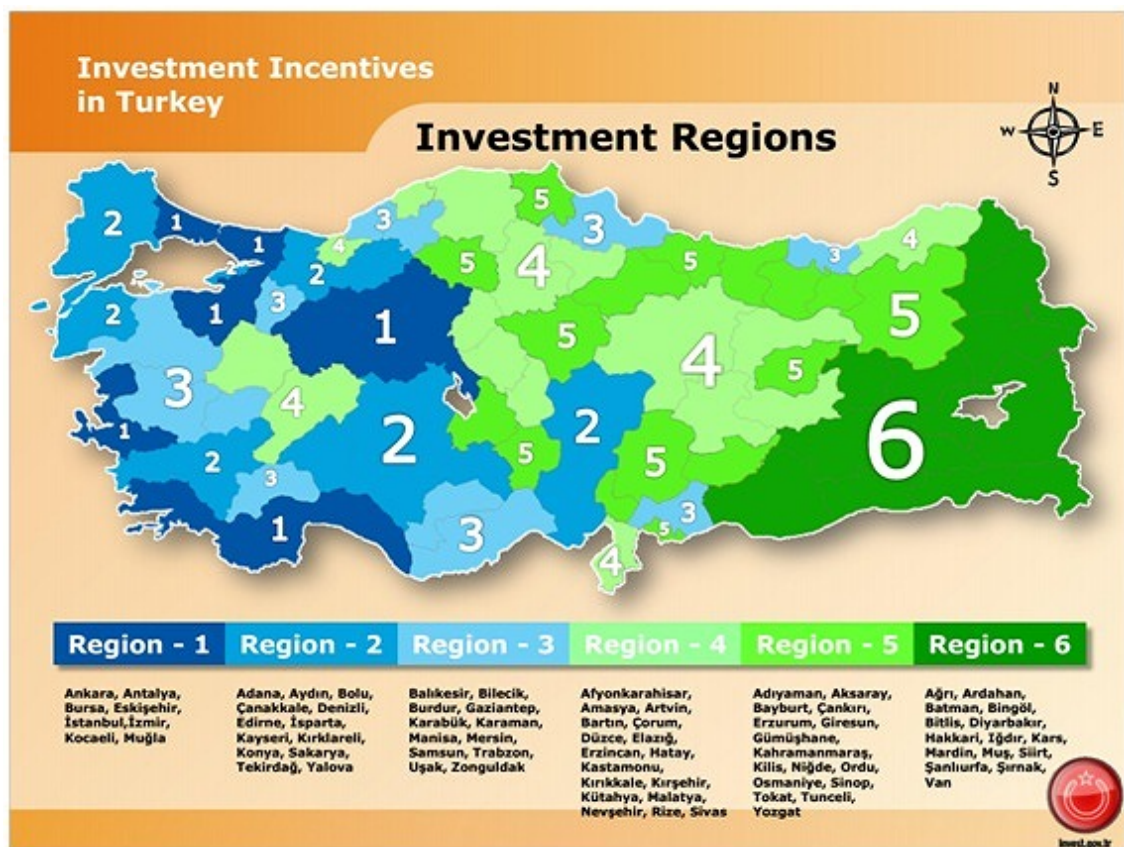 Investment Incentives
in Turkey
Investment Regions
N
W
E
S
2
1
1
2
2
4
3
4
5
5
3
4
5
3
4
5
2
1
3
1
5
4
5
6
3
4
2
5
2
5
1
2
3
1
3
5
3
4
Region - 1
Ankara, Antalya,
Bursa, Eskişehir,
İstanbul,İzmir,
Kocaeli, Muğla
Region - 2
Adana, Aydın, Bolu,
Çanakkale, Denizli,
Edirne, İsparta,
Kayseri, Kırklareli,
Konya, Sakarya,
Tekirdağ, Yalova
Region - 3
Balıkesir, Bilecik,
Burdur, Gaziantep,
Karabük, Karaman,
Manisa, Mersin,
Samsun, Trabzon,
Uşak, Zonguldak
Region - 4
Afyonkarahisar,
Amasya, Artvin,
Bartın, Çorum,
Düzce, Elazığ,
Erzincan, Hatay,
Kastamonu,
Kırıkkale, Kırşehir,
Kütahya, Malatya,
Nevşehir, Rize, Sivas
Region - 5
Adıyaman, Aksaray,
Bayburt, Çankırı,
Erzurum, Giresun,
Gümüşhane,
Kahramanmaraş,
Kilis, Niğde, Ordu,
Osmaniye, Sinop,
Tokat, Tunceli,
Yozgat
Region - 6
Ağrı, Ardahan,
Batman, Bingöl,
Bitlis, Diyarbakır,
Hakkari, Iğdır, Kars,
Mardin, Muş, Siirt,
Şanlıurfa, Şırnak,
Van
invest.gov.tr